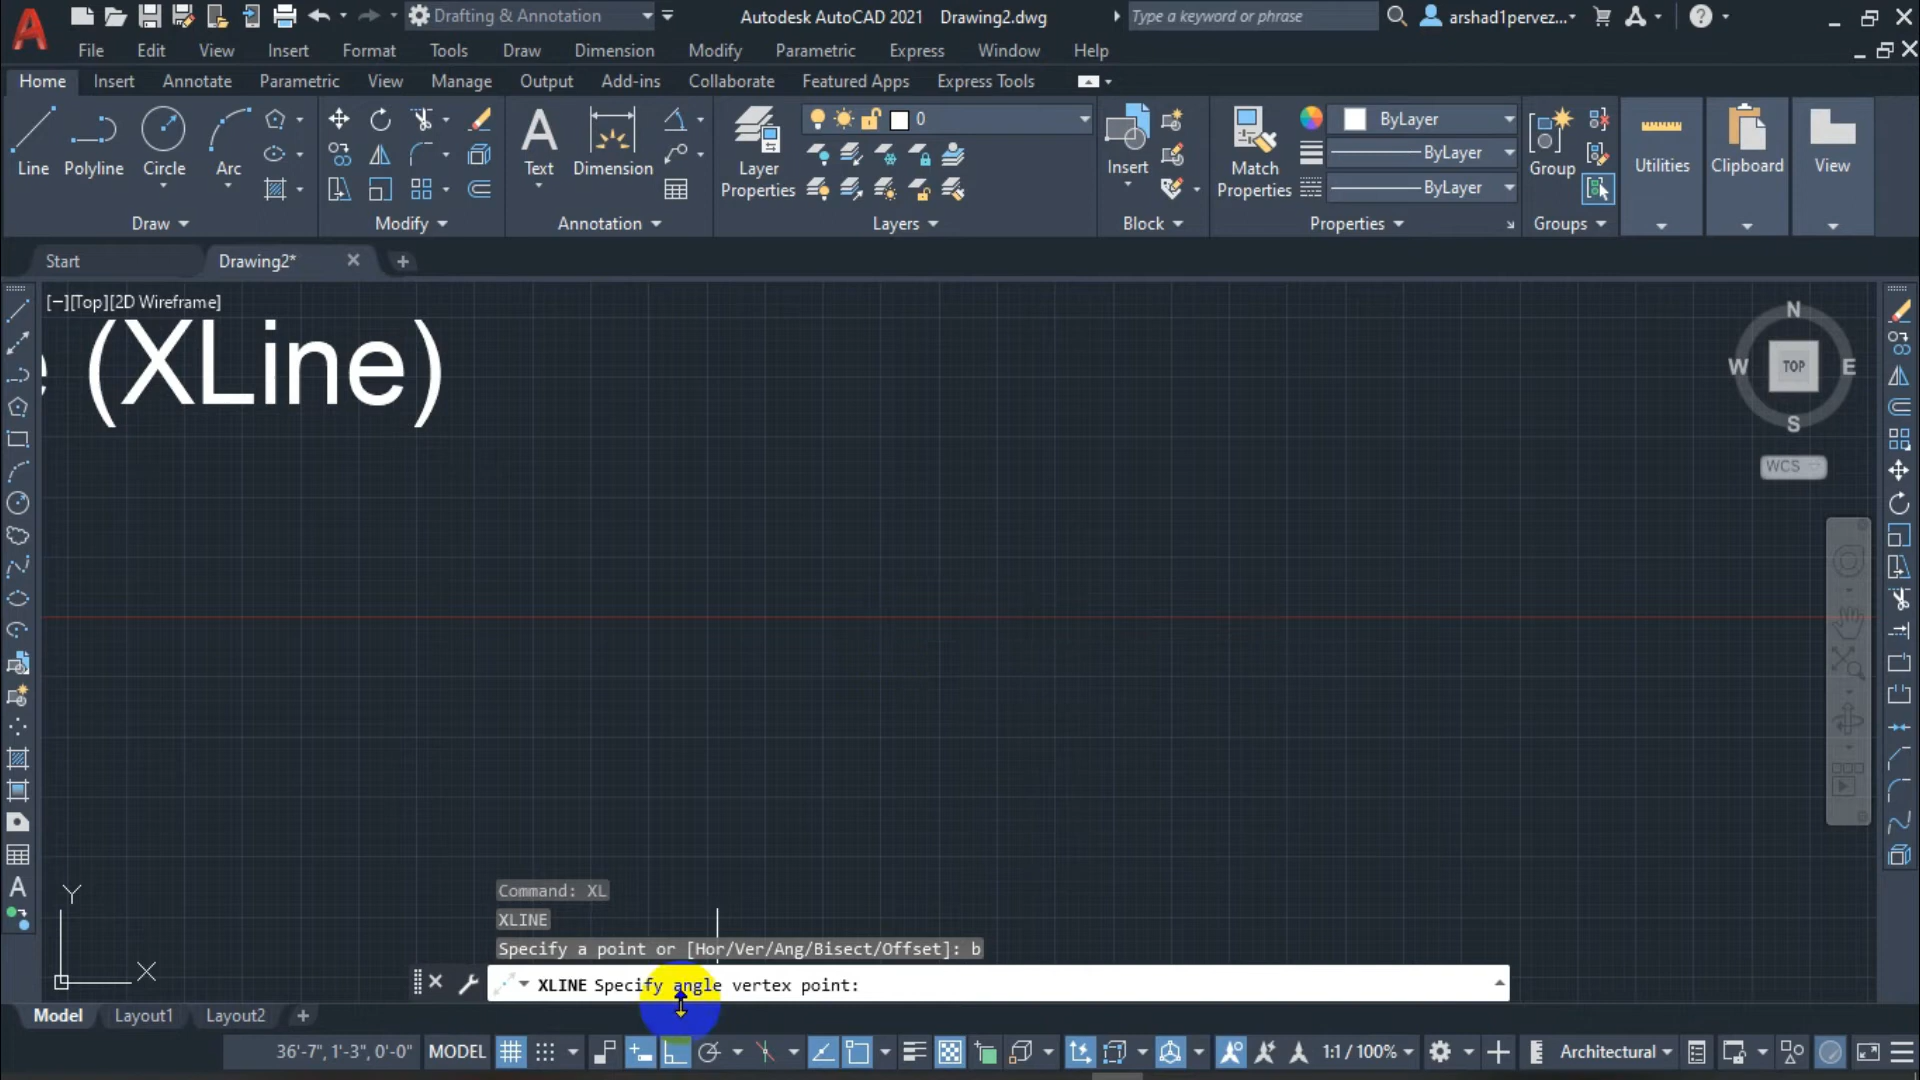 Drafting & Annotation
Autodesk AutoCAD 2021 Drawing2.dwg
Type a keyword or phrase
arshad1pervez...
File Edit View Insert Format Tools Draw Dimension Modify Parametric Express Window Help
Home Insert Annotate Parametric View Manage Output Add-ins Collaborate Featured Apps Express Tools
0
ByLayer
ByLayer
ByLayer
Line Polyline Circle Arc
Text Dimension
Layer Properties
Insert
Match Properties
Group
Utilities Clipboard View
Draw Modify Annotation Layers Block Properties Groups
Start Drawing2*
[−][Top][2D Wireframe]
(XLine)
N
W TOP E
S
WCS
Y
X
Command: XL
XLINE
Specify a point or [Hor/Ver/Ang/Bisect/Offset]: b
XLINE Specify angle vertex point:
Model Layout1 Layout2
36'-7", 1'-3", 0'-0" MODEL 1:1 / 100% Architectural